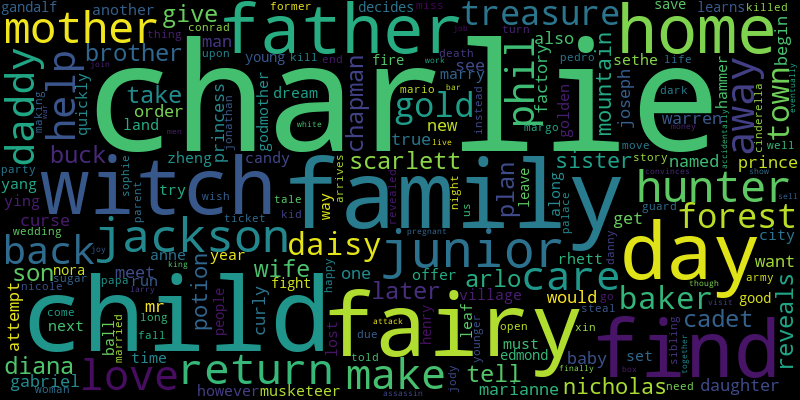 gandalf another decides former miss save learns killed
mother give father treasure home
conrad job turn
thing brother man upon young kill end death also sethe life begin
charlie
daddy help making quickly take order land princess jonathan godmother dream fire marry see mario bar work instead phil factory pedro golden mountain joseph dark warren away hammer accidentally cinderella town
join war men true white chapman gold new live margo move well
buck zheng candy scarlett sister story named convinces show prince
yang ying try witch family plan hunter
party sophie parent wish tale kid arrives revealed way night us leave along palace get guard sell
curse ticket jackson daisy junior forest
wedding joy pregnant danny city
back anne king year wife one offer rhett day want
son nora meet run potion arlo care would go army
sugar papa mr curly fight happy later village though good
nicole larry people lost henry leaf xin steal baker visit reveals
attempt come next long ball married fall child fairy attack open must find
time due told younger edmond baby set cadet sibling together
diana return love make tell finally box
gabriel woman however musketeer assassin jody marianne nicholas need daughter eventually money